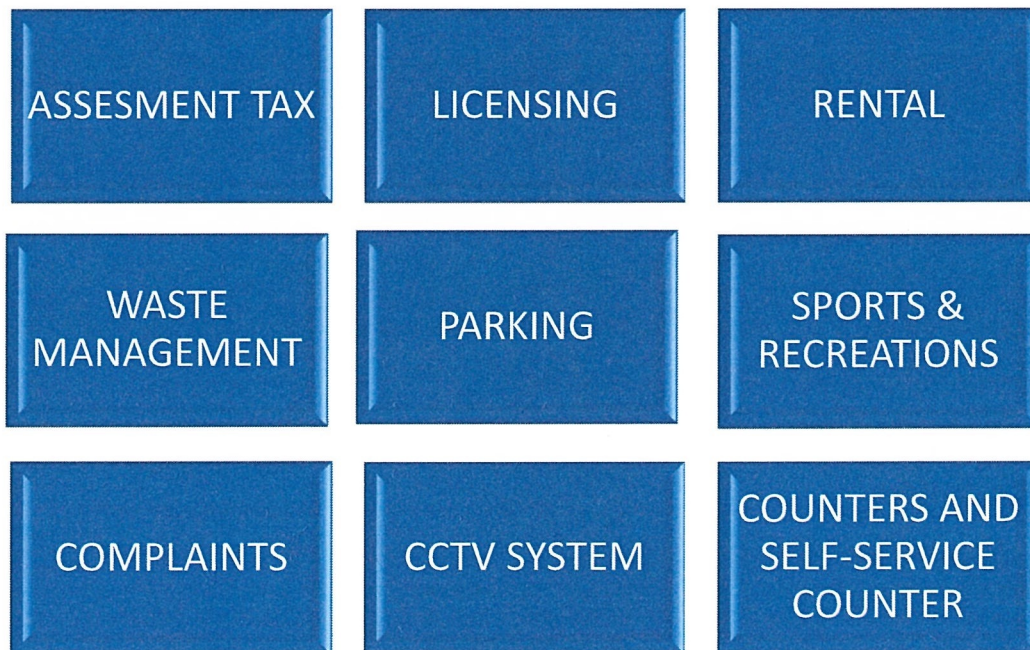 ASSESMENT TAX
LICENSING
RENTAL
WASTE
MANAGEMENT
PARKING
SPORTS &
RECREATIONS
COMPLAINTS
CCTV SYSTEM
COUNTERS AND
SELF-SERVICE
COUNTER